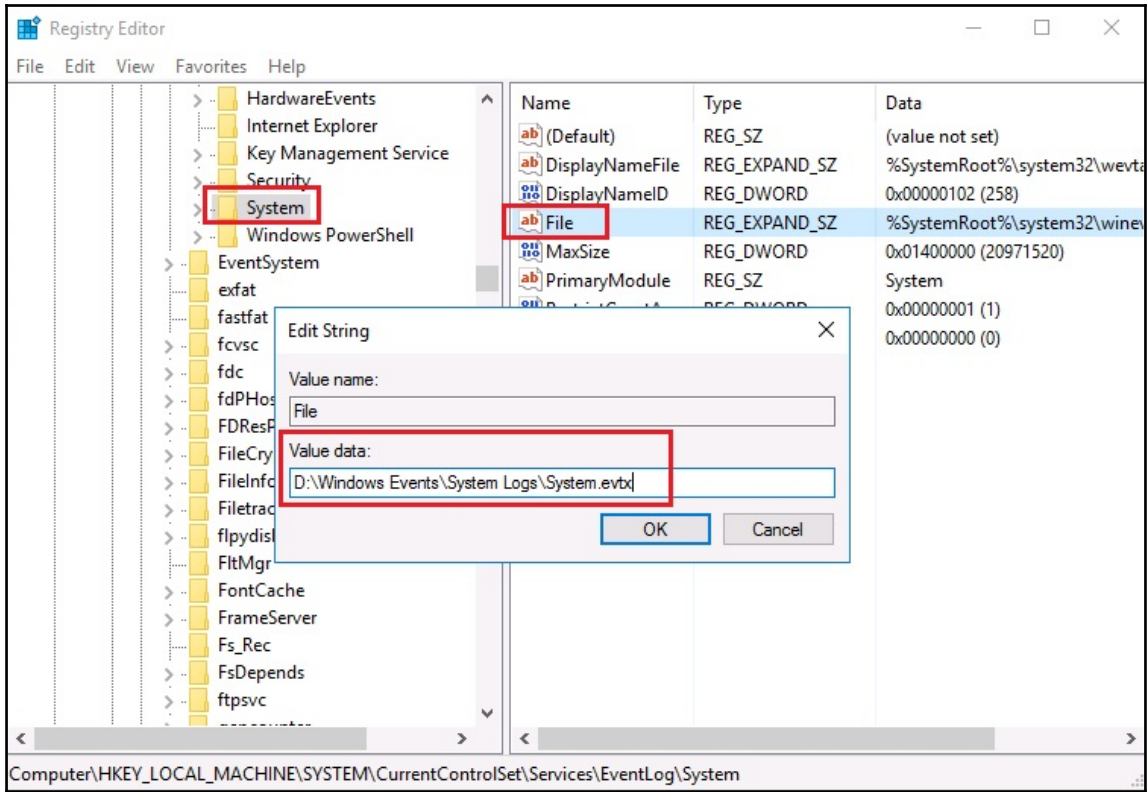 Registry Editor
File Edit View Favorites Help
HardwareEvents
Internet Explorer
Key Management Service
Security
System
Windows PowerShell
EventSystem
exfat
fastfat
fcvsc
fdc
fdPHos
FDResP
FileCry
FileInfo
Filetrac
flpydisl
FltMgr
FontCache
FrameServer
Fs_Rec
FsDepends
ftpsvc
Name Type Data
(Default) REG_SZ (value not set)
DisplayNameFile REG_EXPAND_SZ %SystemRoot%\system32\wevta
DisplayNameID REG_DWORD 0x00000102 (258)
File REG_EXPAND_SZ %SystemRoot%\system32\winev
MaxSize REG_DWORD 0x01400000 (20971520)
PrimaryModule REG_SZ System
REG_DWORD 0x00000001 (1)
0x00000000 (0)
Edit String
Value name:
File
Value data:
D:\Windows Events\System Logs\System.evtx
OK Cancel
Computer\HKEY_LOCAL_MACHINE\SYSTEM\CurrentControlSet\Services\EventLog\System